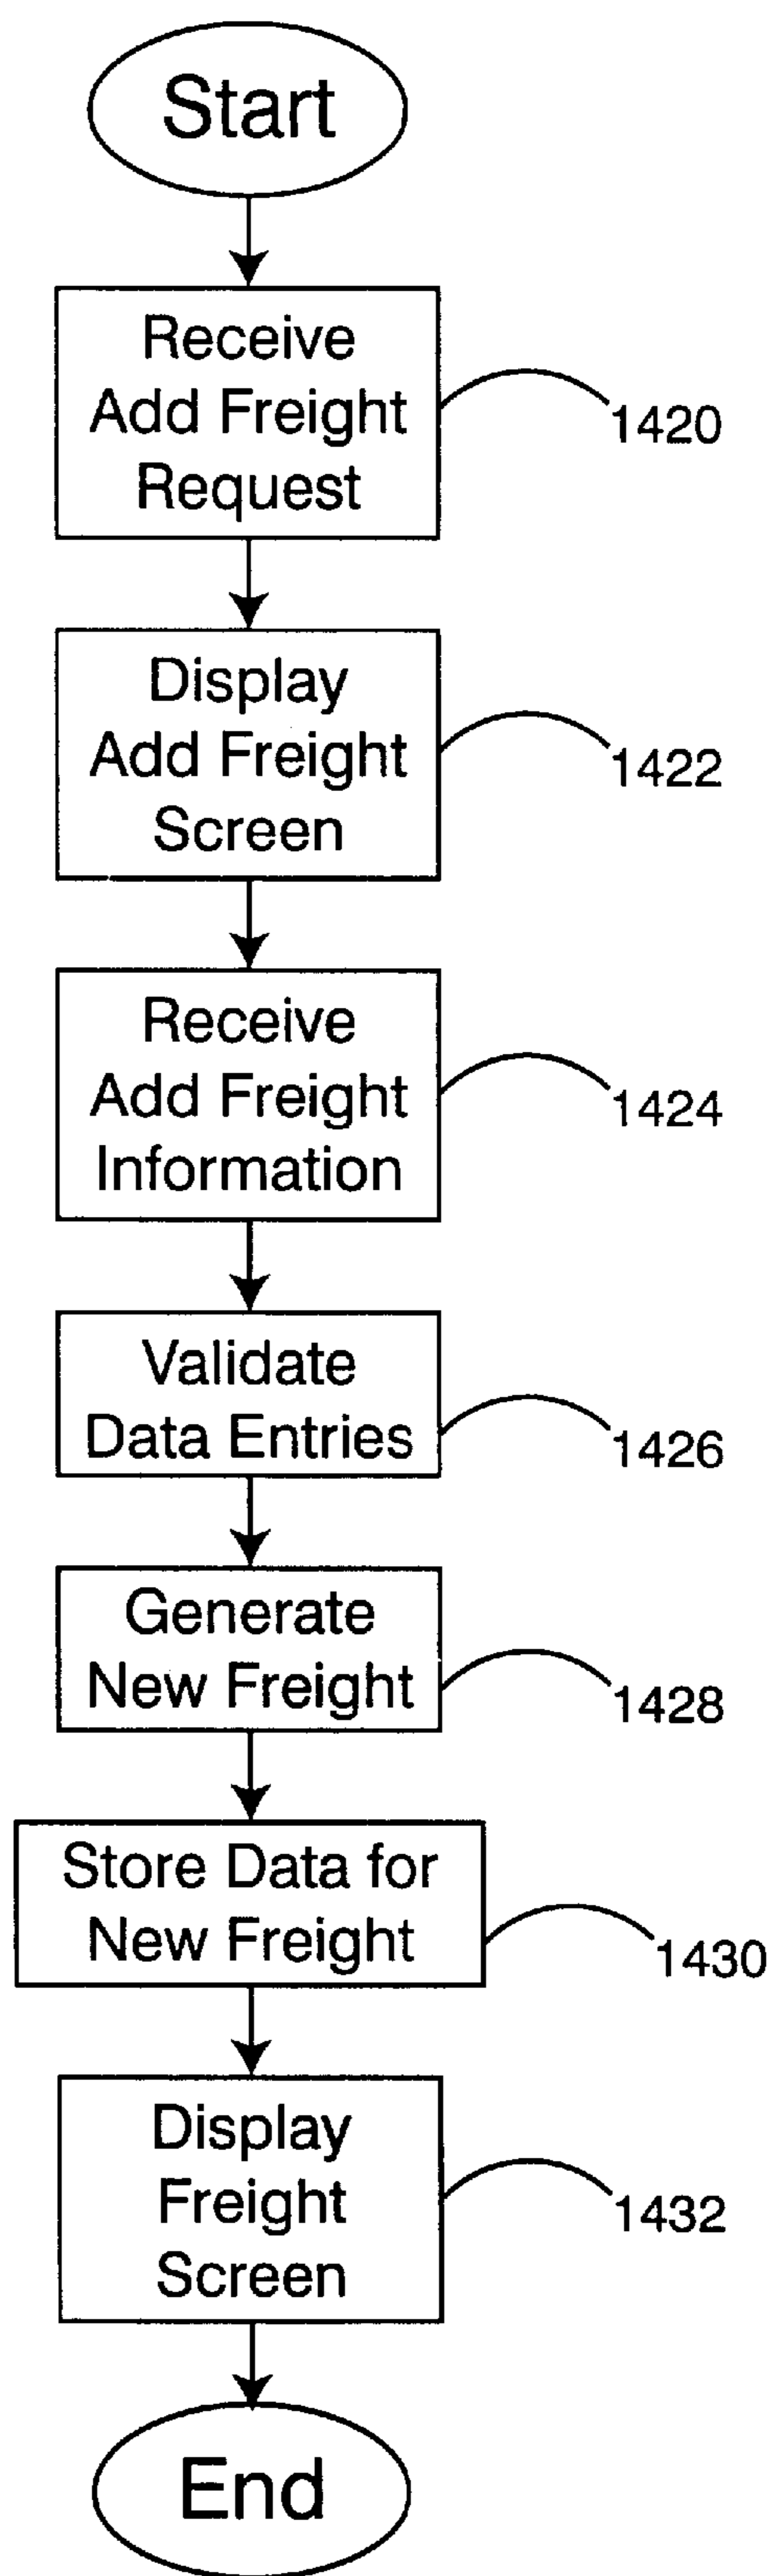 Start
Receive
Add Freight
Request
1420
Display
Add Freight
Screen
1422
Receive
Add Freight
Information
1424
Validate
Data Entries
1426
Generate
New Freight
1428
Store Data for
New Freight
1430
Display
Freight
Screen
1432
End